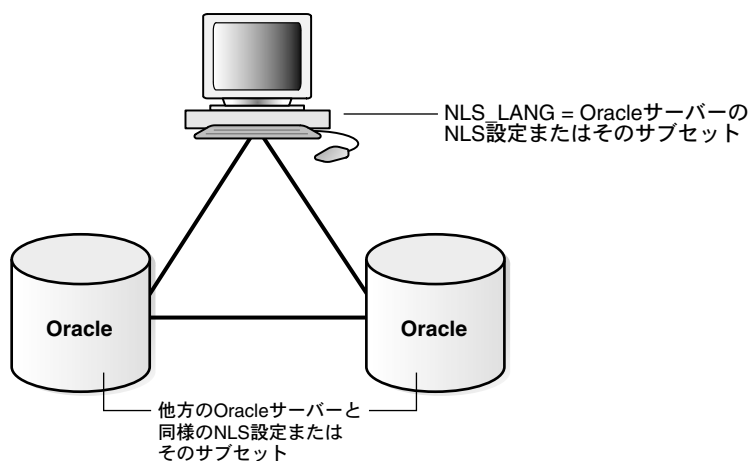 NLS_LANG = Oracleサーバーの
NLS設定またはそのサブセット
Oracle
Oracle
他方のOracleサーバーと
同様のNLS設定または
そのサブセット